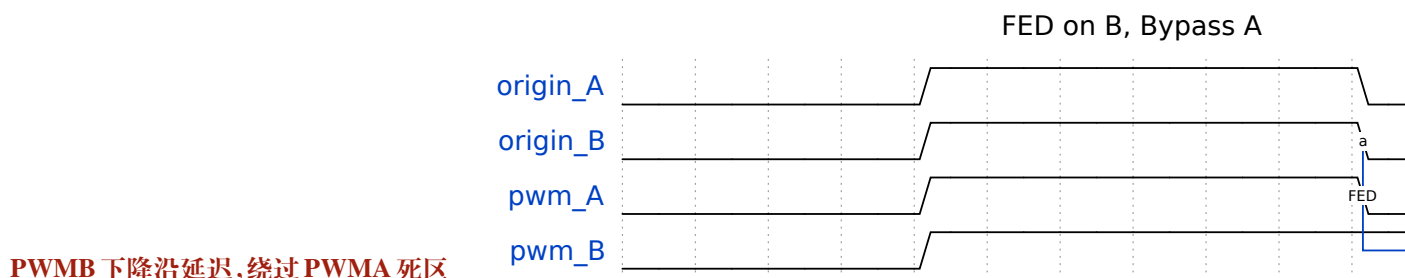 FED on B, Bypass A
origin_A
origin_B
a
pwm_A
FED
pwm_B
PWMB 下降沿延迟,绕过 PWMA 死区